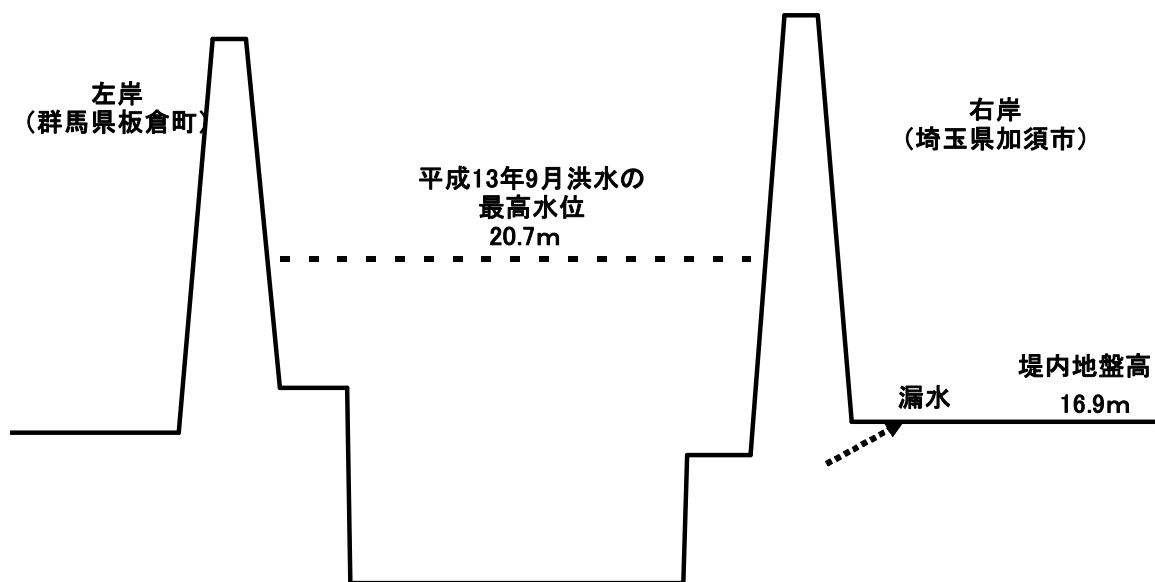 左岸
（群馬県板倉町）
平成13年9月洪水の
最高水位
20.7m
右岸
（埼玉県加須市）
漏水
堤内地盤高
16.9m